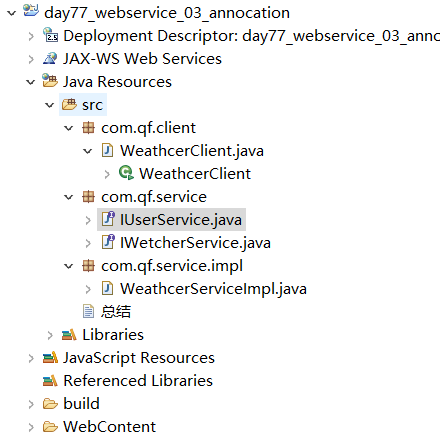 day77_webservice_03_annocation
Deployment Descriptor: day77_webservice_03_anno
JAX-WS Web Services
Java Resources
src
com.qf.client
WeathcerClient.java
WeathcerClient
com.qf.service
IUserService.java
IWetcherService.java
com.qf.service.impl
WeathcerServiceImpl.java
总结
Libraries
JavaScript Resources
Referenced Libraries
build
WebContent